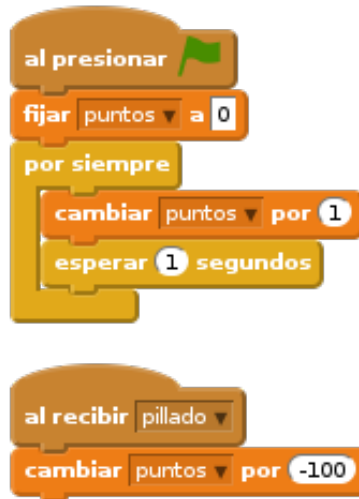 al presionar
fijar puntos a 0
por siempre
cambiar puntos por 1
esperar 1 segundos
al recibir pillado
cambiar puntos por -100